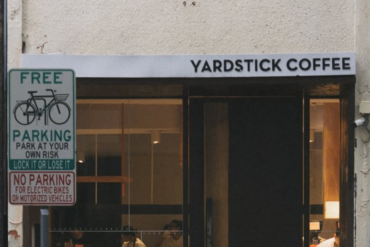 YARDSTICK COFFEE
FREE
PARKING
PARK AT YOUR
OWN RISK
LOCK IT OR LOSE IT
NO PARKING
FOR ELECTRIC BIKES
OR MOTORIZED VEHICLES